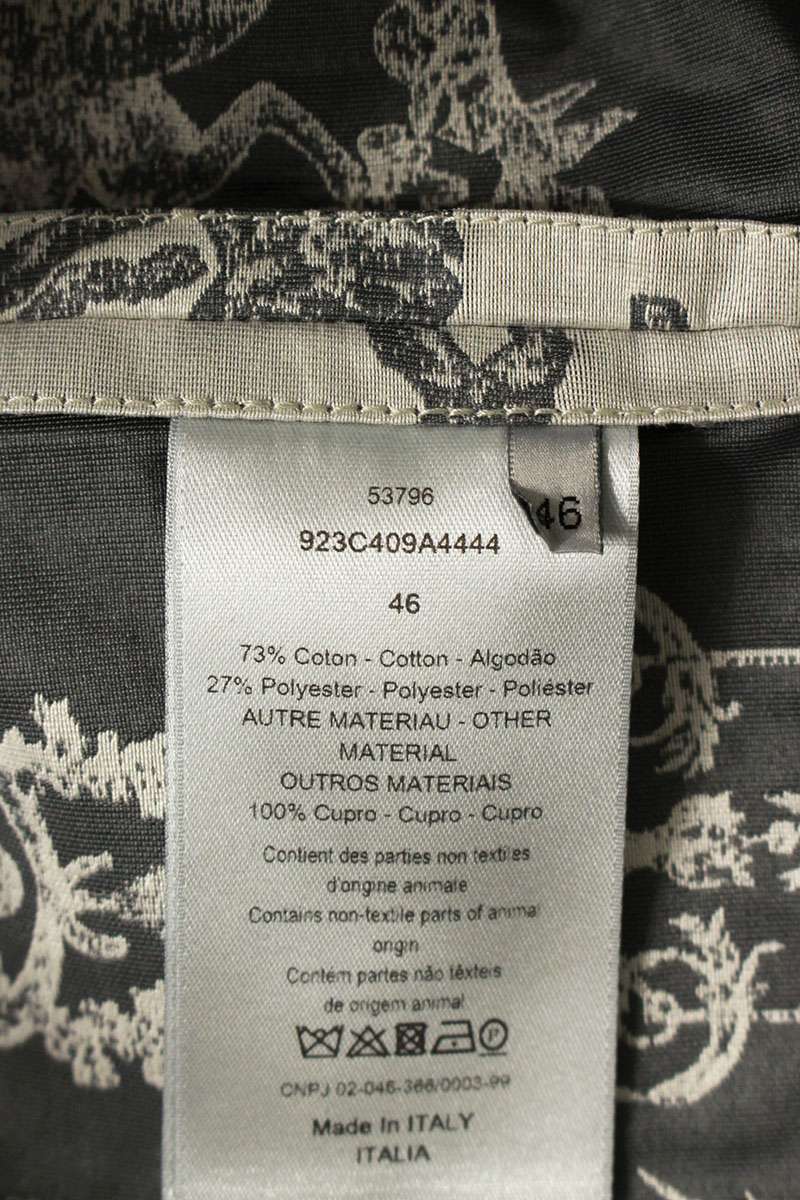 53796
46
923C409A4444
46
73% Coton - Cotton - Algodão
27% Polyester - Polyester - Poliéster
AUTRE MATERIAU - OTHER
MATERIAL
OUTROS MATERIAIS
100% Cupro - Cupro - Cupro
Contient des parties non textiles
d'origine animale
Contains non-textile parts of animal
origin
Contém partes não têxteis
de origem animal
P
CNPJ 02-046-366/0003-99
Made In ITALY
ITALIA